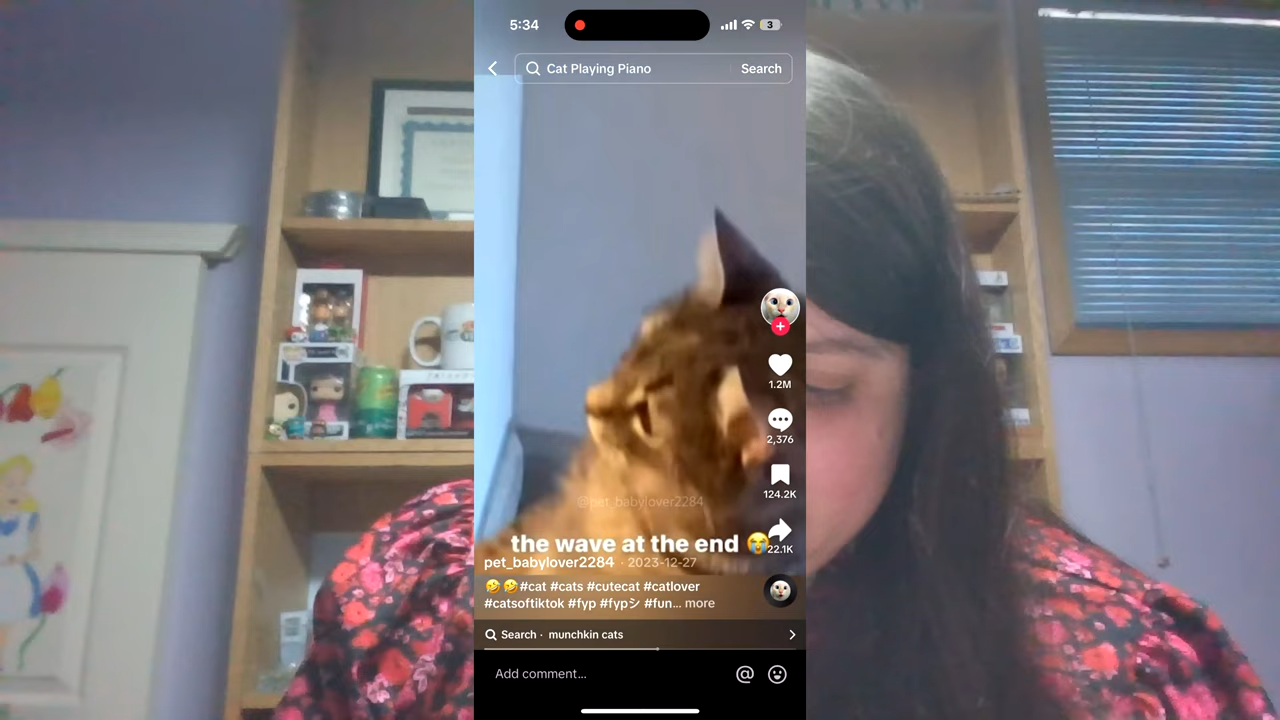 5:34
3
Cat Playing Piano
Search
1.2M
2,376
124.2K
@pet_babylover2284
the wave at the end 😭
22.1K
pet_babylover2284 · 2023-12-27
🤣🤣#cat #cats #cutecat #catlover
#catsoftiktok #fyp #fypシ #fun... more
Search · munchkin cats
Add comment...